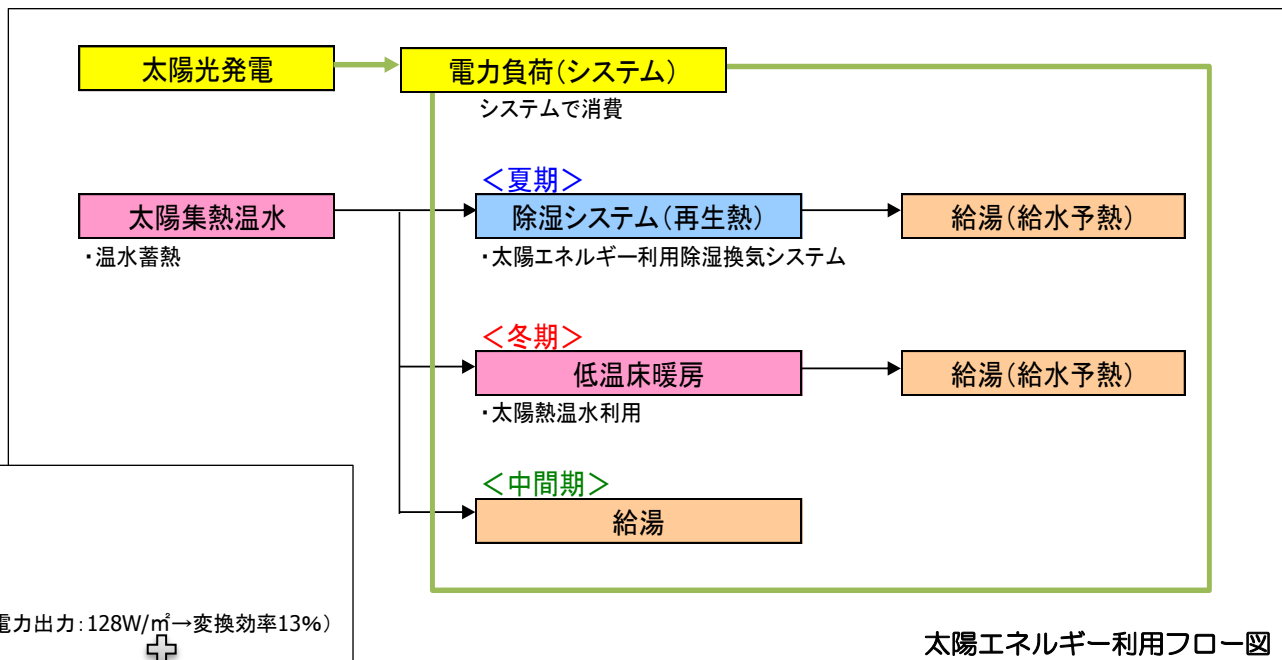 太陽光発電
電力負荷(システム)
システムで消費
<夏期>
太陽集熱温水
除湿システム(再生熱)
給湯(給水予熱)
・温水蓄熱
・太陽エネルギー利用除湿換気システム
<冬期>
低温床暖房
給湯(給水予熱)
・太陽熱温水利用
<中間期>
給湯
電力出力:128W/㎡→変換効率13%)
太陽エネルギー利用フロー図